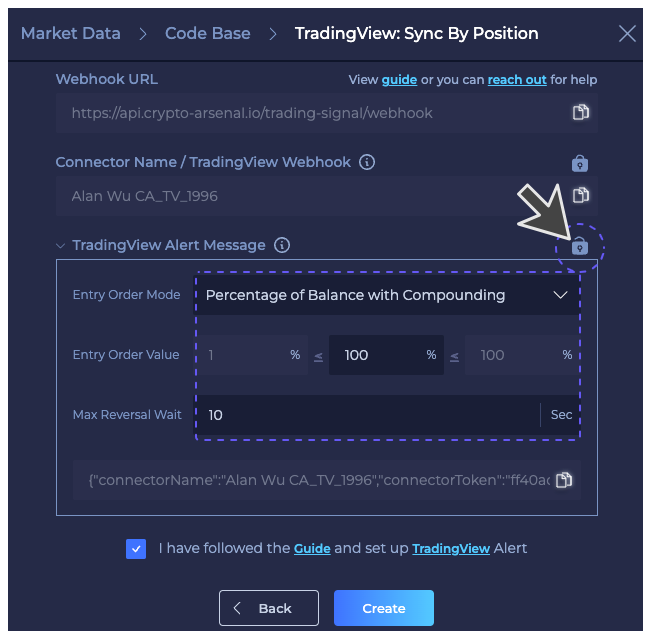 Market Data > Code Base > TradingView: Sync By Position
Webhook URL View guide or you can reach out for help
https://api.crypto-arsenal.io/trading-signal/webhook
Connector Name / TradingView Webhook
Alan Wu CA_TV_1996
TradingView Alert Message
Entry Order Mode Percentage of Balance with Compounding
Entry Order Value 1 % ≤ 100 % ≤ 100 %
Max Reversal Wait 10 Sec
{"connectorName":"Alan Wu CA_TV_1996","connectorToken":"ff40ac
I have followed the Guide and set up TradingView Alert
Back Create